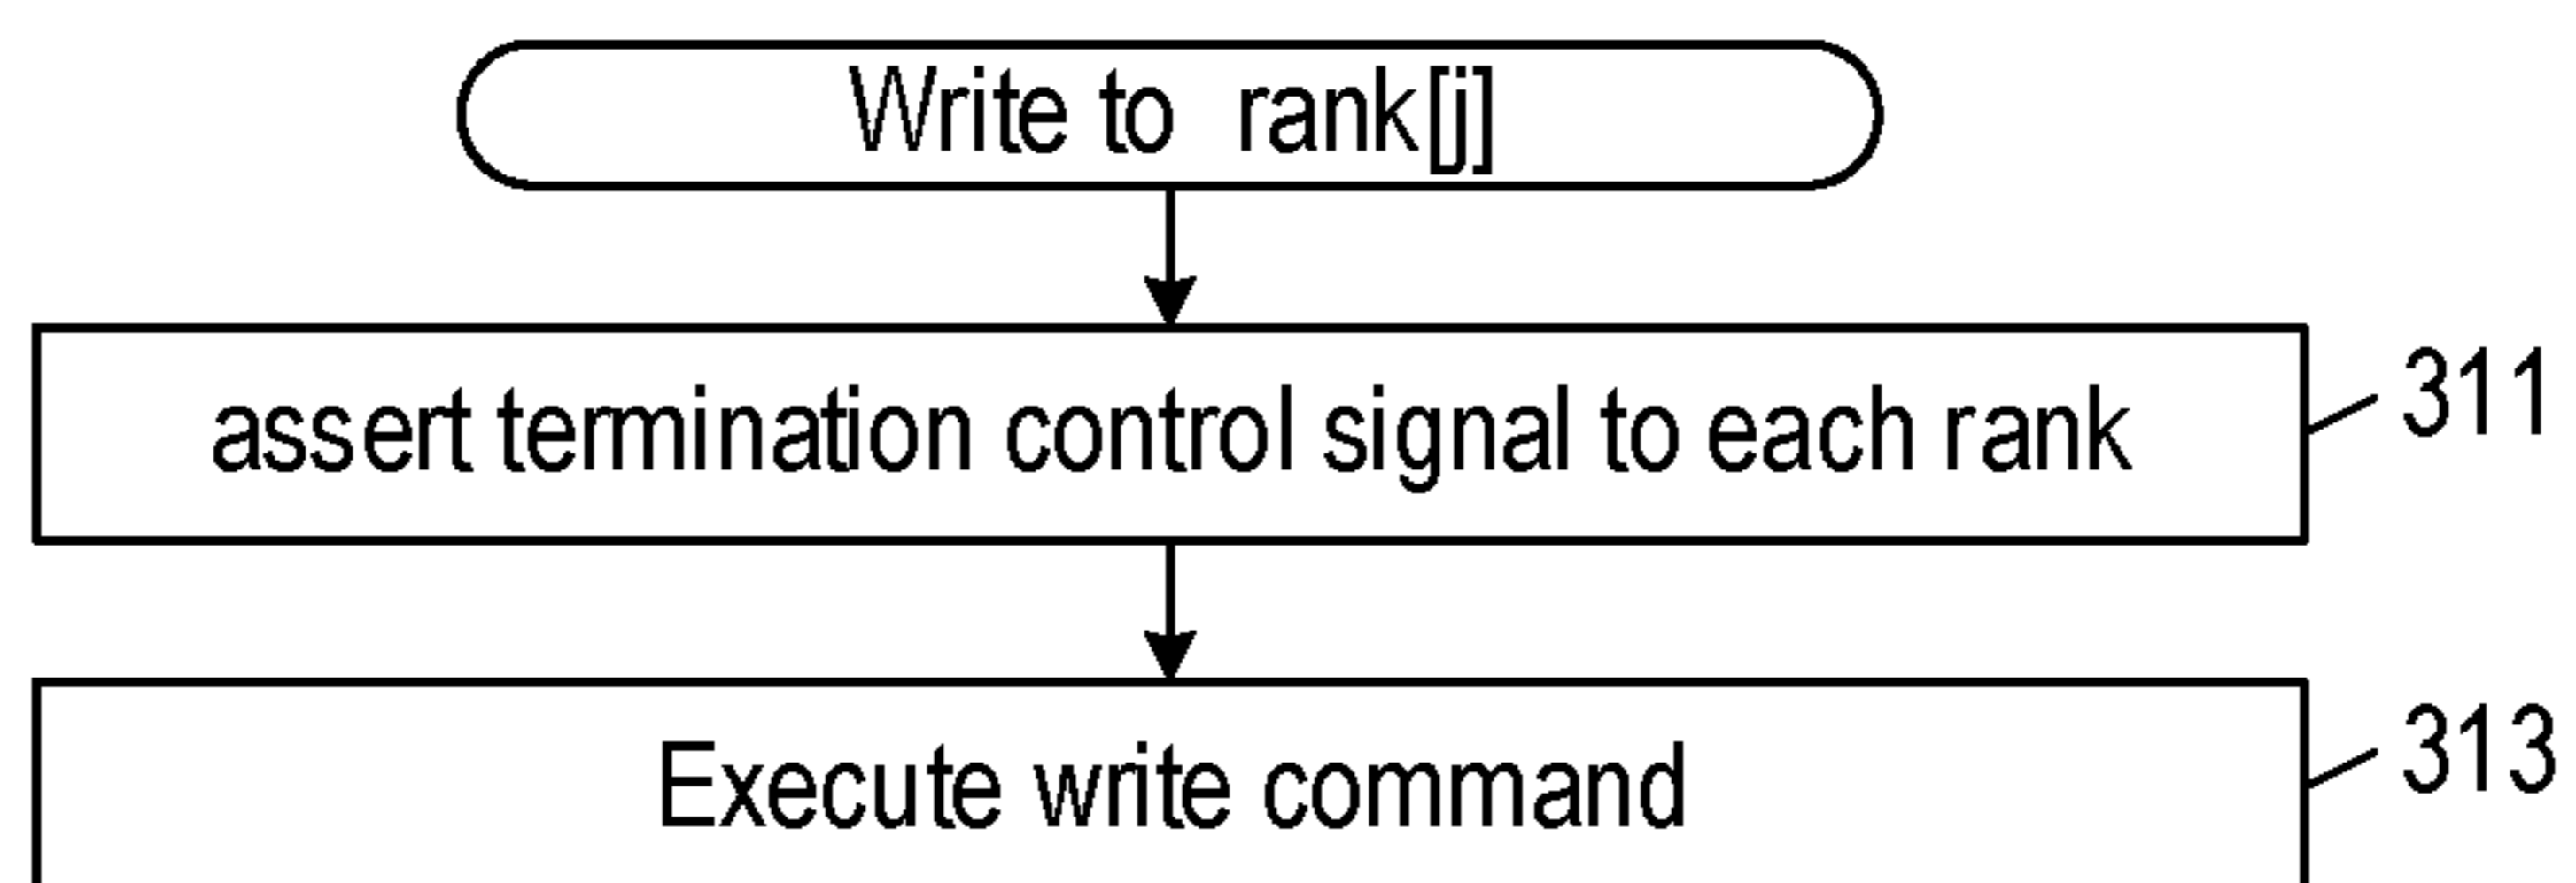 Write to rank[j]
assert termination control signal to each rank
311
Execute write command
313